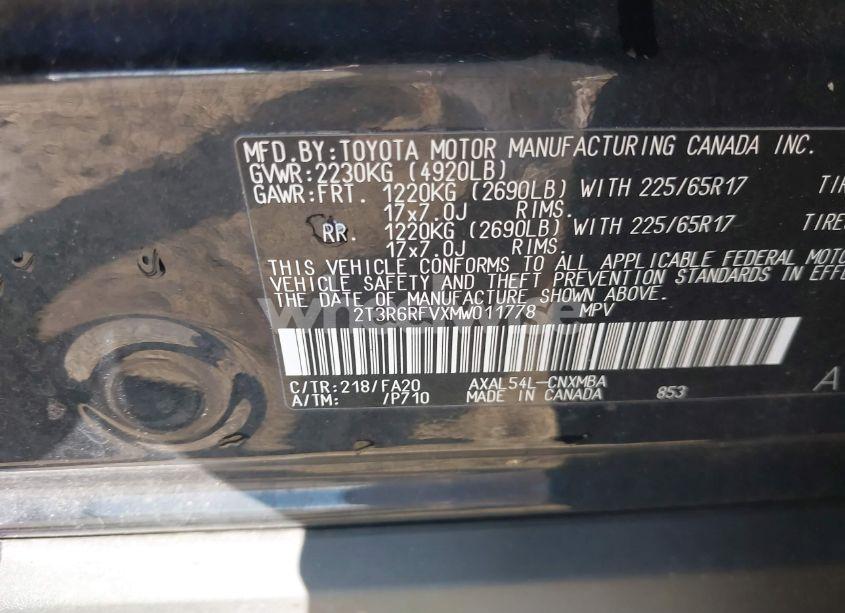 MFD.BY:TOYOTA MOTOR MANUFACTURING CANADA INC.
GVWR:2230KG (4920LB)
GAWR:FRT. 1220KG (2690LB) WITH 225/65R17 TI
17x7.0J RIMS.
RR. 1220KG (2690LB) WITH 225/65R17 TIRE
17x7.0J RIMS.
THIS VEHICLE CONFORMS TO ALL APPLICABLE FEDERAL MOTO
VEHICLE SAFETY AND THEFT PREVENTION STANDARDS IN EFFE
THE DATE OF MANUFACTURE SHOWN ABOVE.
2T3R6RFVXMW011778 MPV
C/TR:218/FA20 AXAL54L-CNXMBA
A/TM: /P710 MADE IN CANADA 853 A